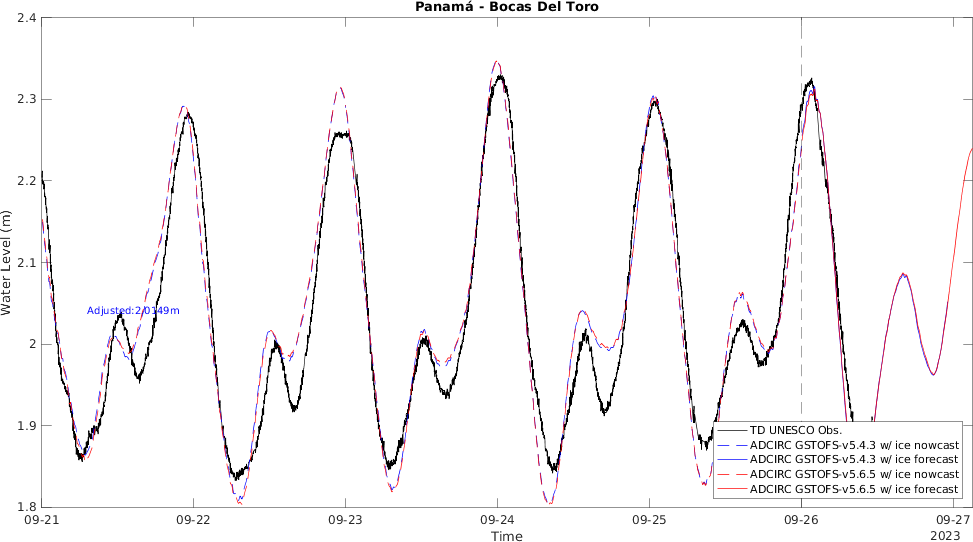 Panamá - Bocas Del Toro
Water Level (m)
2.4
2.3
2.2
2.1
2
1.9
1.8
Adjusted:2.0149m
TD UNESCO Obs.
ADCIRC GSTOFS-v5.4.3 w/ ice nowcast
ADCIRC GSTOFS-v5.4.3 w/ ice forecast
ADCIRC GSTOFS-v5.6.5 w/ ice nowcast
ADCIRC GSTOFS-v5.6.5 w/ ice forecast
09-21 09-22 09-23 09-24 09-25 09-26 09-27
Time
2023